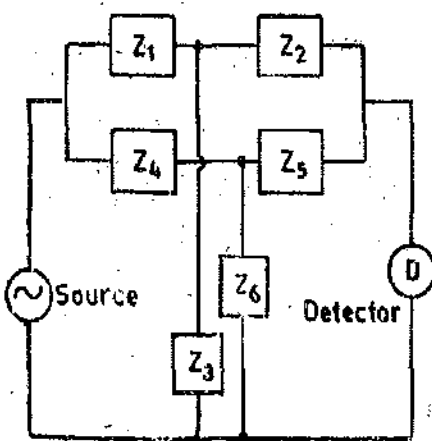 Z₁ Z₂
Z₄ Z₅
Z₆
Source
D
Detector
Z₃